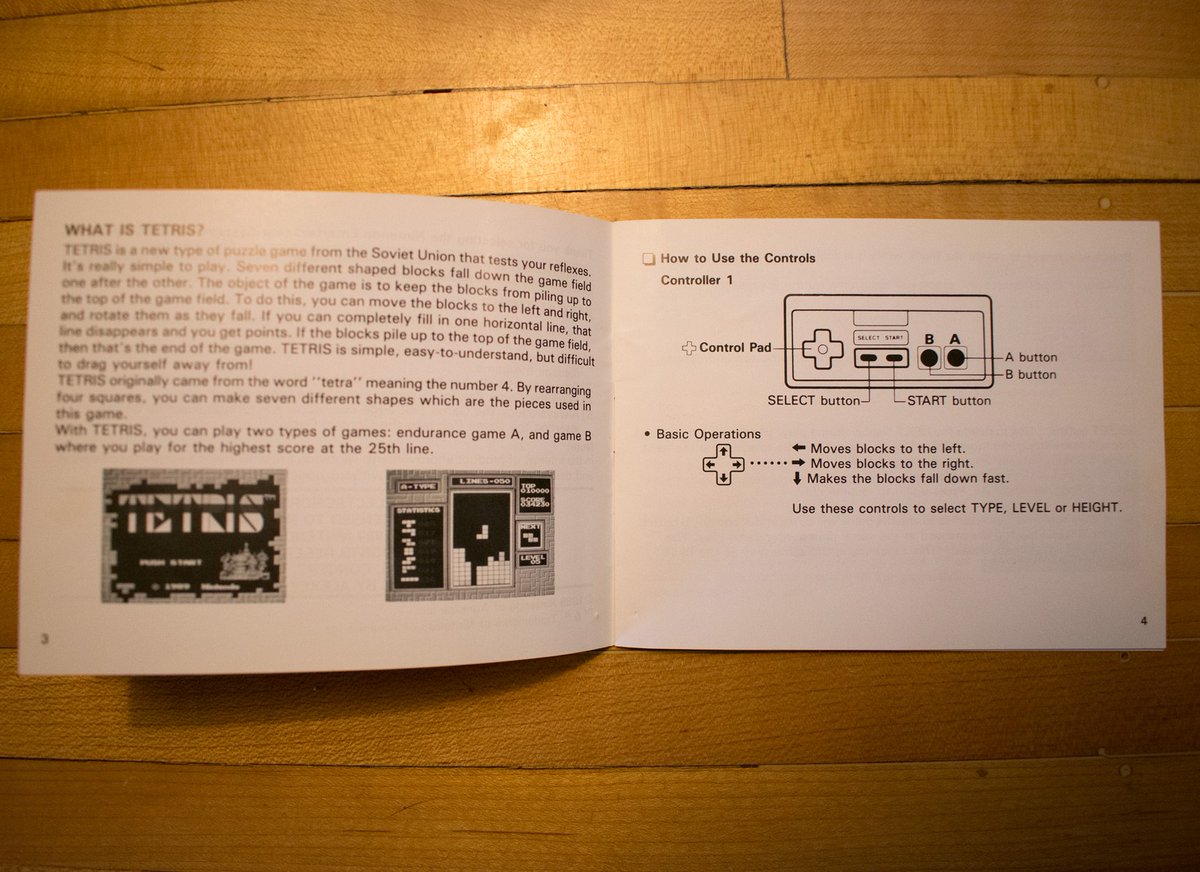 WHAT IS TETRIS?
TETRIS is a new type of puzzle game from the Soviet Union that tests your reflexes.
It's really simple to play. Seven different shaped blocks fall down the game field
one after the other. The object of the game is to keep the blocks from piling up to
the top of the game field. To do this, you can move the blocks to the left and right,
and rotate them as they fall. If you can completely fill in one horizontal line, that
line disappears and you get points. If the blocks pile up to the top of the game field,
then that's the end of the game. TETRIS is simple, easy-to-understand, but difficult
to drag yourself away from!
TETRIS originally came from the word "tetra" meaning the number 4. By rearranging
four squares, you can make seven different shapes which are the pieces used in
this game.
With TETRIS, you can play two types of games: endurance game A, and game B
where you play for the highest score at the 25th line.
TETRIS
PUSH START
© 1989 Nintendo
A-TYPE
LINES-050
TOP
010000
SCORE
034230
STATISTICS
NEXT
LEVEL
05
3
How to Use the Controls
Controller 1
SELECT START
B A
Control Pad
A button
B button
SELECT button
START button
• Basic Operations
← Moves blocks to the left.
→ Moves blocks to the right.
↓ Makes the blocks fall down fast.
Use these controls to select TYPE, LEVEL or HEIGHT.
4